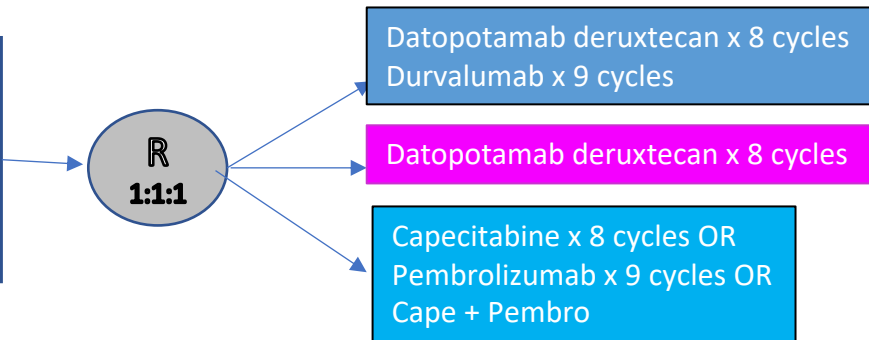 Datopotamab deruxtecan x 8 cycles
Durvalumab x 9 cycles
R
1:1:1
Datopotamab deruxtecan x 8 cycles
Capecitabine x 8 cycles OR
Pembrolizumab x 9 cycles OR
Cape + Pembro